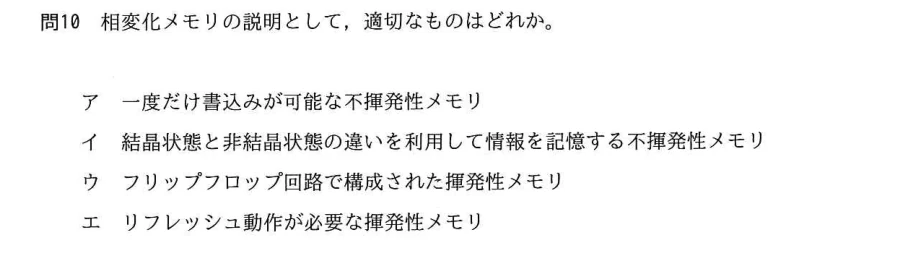 問10 相変化メモリの説明として，適切なものはどれか。
ア 一度だけ書込みが可能な不揮発性メモリ
イ 結晶状態と非結晶状態の違いを利用して情報を記憶する不揮発性メモリ
ウ フリップフロップ回路で構成された揮発性メモリ
エ リフレッシュ動作が必要な揮発性メモリ